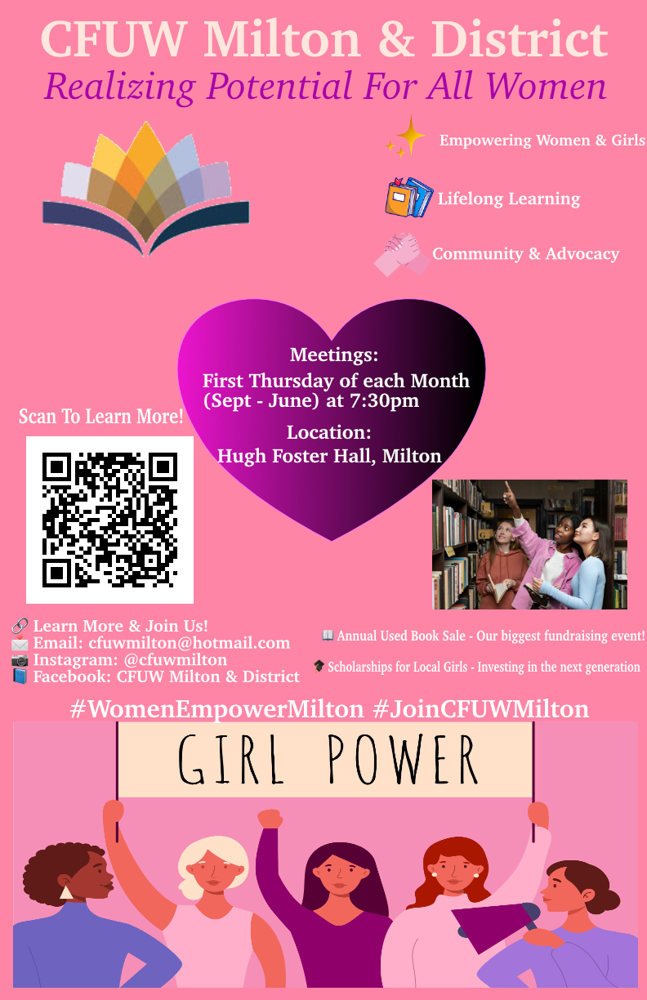 CFUW Milton & District
Realizing Potential For All Women
Empowering Women & Girls
Lifelong Learning
Community & Advocacy
Meetings:
First Thursday of each Month
(Sept - June) at 7:30pm
Location:
Hugh Foster Hall, Milton
Scan To Learn More!
Learn More & Join Us!
Email: cfuwmilton@hotmail.com
Instagram: @cfuwmilton
Facebook: CFUW Milton & District
Annual Used Book Sale - Our biggest fundraising event!
Scholarships for Local Girls - Investing in the next generation
#WomenEmpowerMilton #JoinCFUWMilton
GIRL POWER